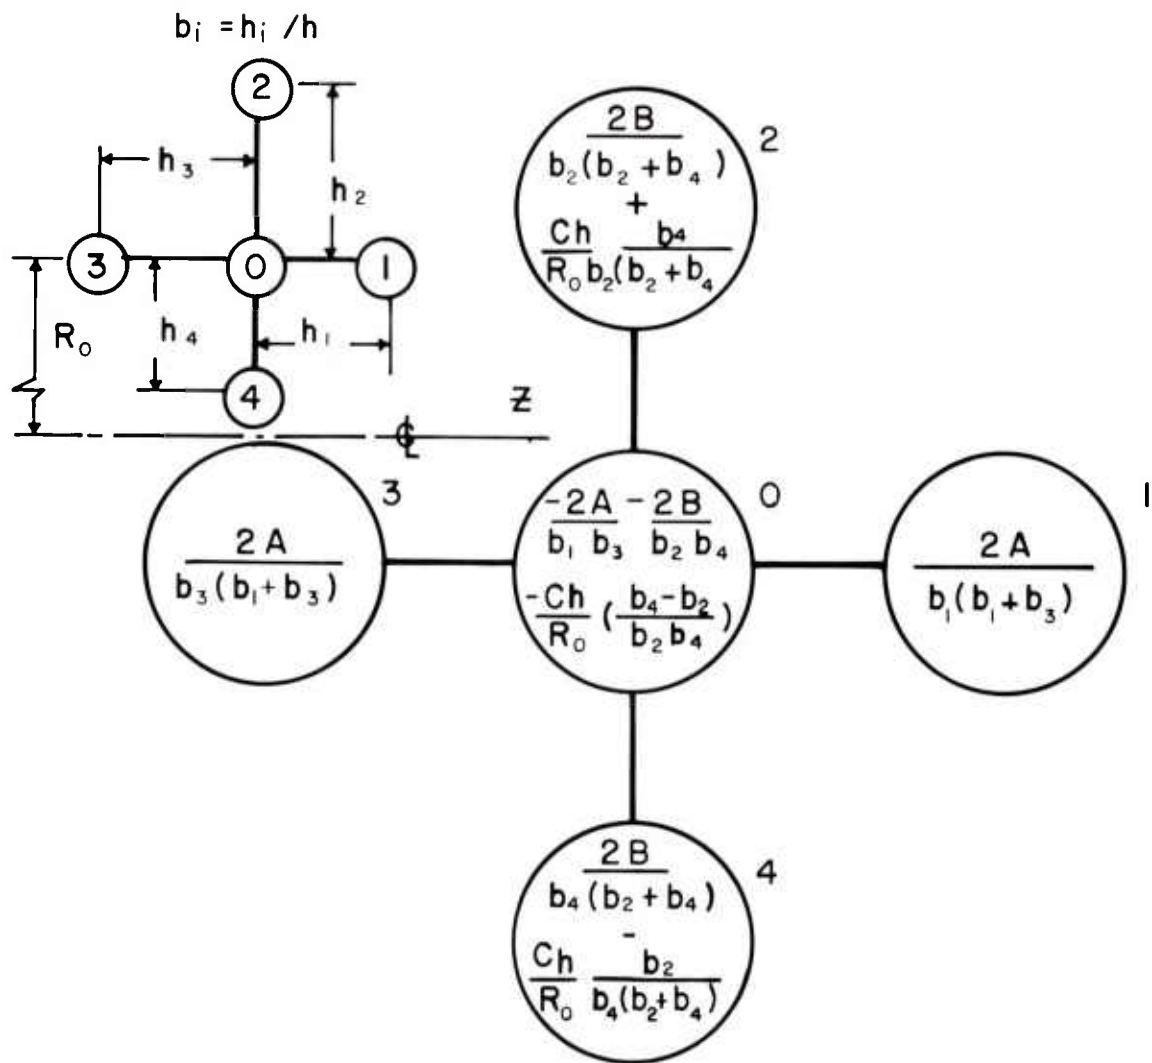 b_i = h_i / h
2
h_3
h_2
3
0
1
R_0
h_4
h_1
4
Z
℄
2
2B
b_2(b_2 + b_4)
+
Ch b_4
R_0 b_2(b_2 + b_4
3
2A
b_3(b_1 + b_3)
0
-2A - 2B
b_1 b_3 b_2 b_4
-Ch (b_4 - b_2)
R_0 b_2 b_4
1
2A
b_1(b_1 + b_3)
4
2B
b_4(b_2 + b_4)
-
Ch b_2
R_0 b_4(b_2 + b_4)